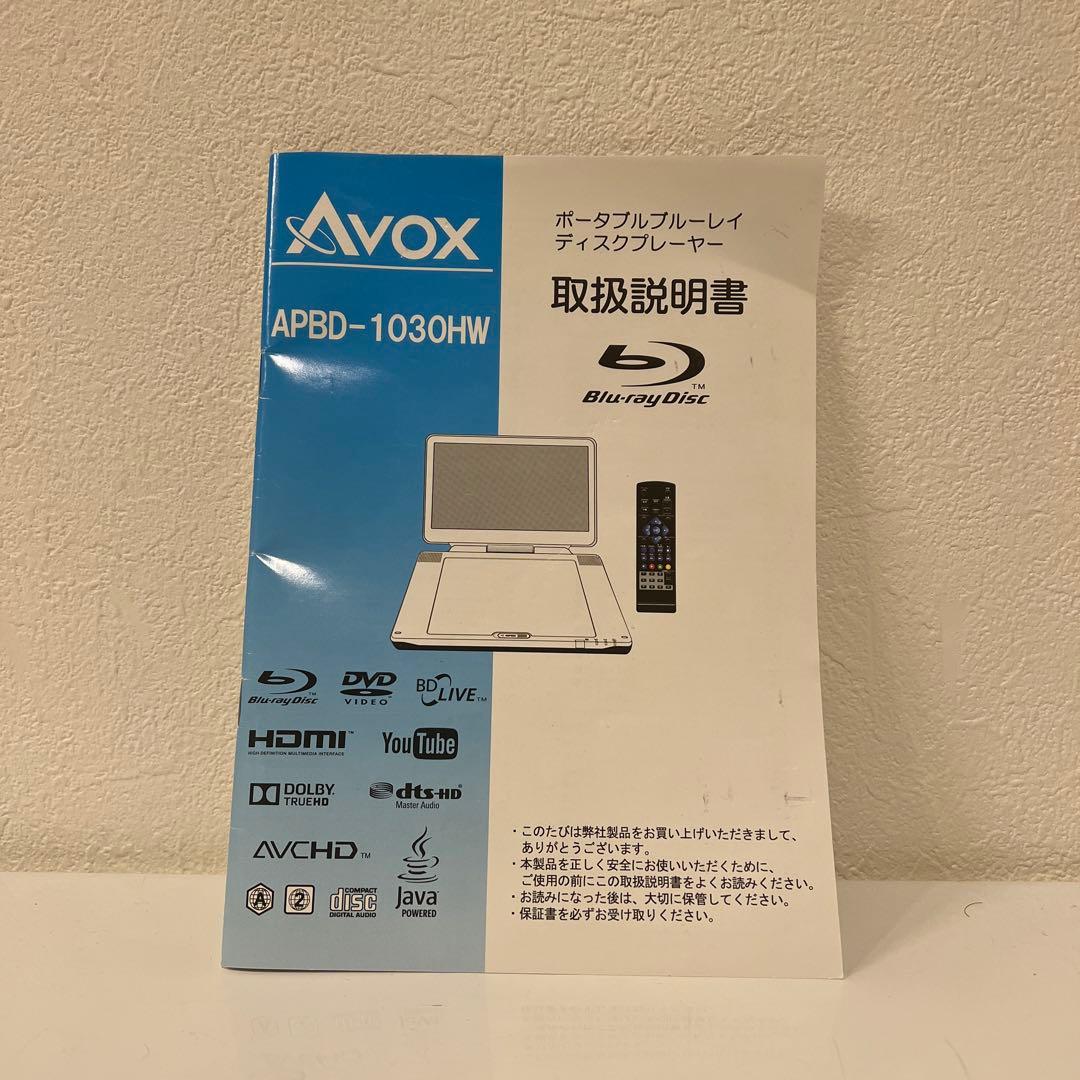 AVOX
APBD-1030HW
ポータブルブルーレイ
ディスクプレーヤー
取扱説明書
Blu-ray Disc™
Blu-ray Disc™
DVD VIDEO™
BD LIVE™
HDMI™
HIGH-DEFINITION MULTIMEDIA INTERFACE
YouTube
DOLBY
TRUEHD
dts-HD
Master Audio
AVCHD™
A
2
COMPACT
disc
DIGITAL AUDIO
Java
POWERED
・このたびは弊社製品をお買い上げいただきまして、
ありがとうございます。
・本製品を正しく安全にお使いいただくために、
ご使用の前にこの取扱説明書をよくお読みください。
・お読みになった後は、大切に保管してください。
・保証書を必ずお受け取りください。